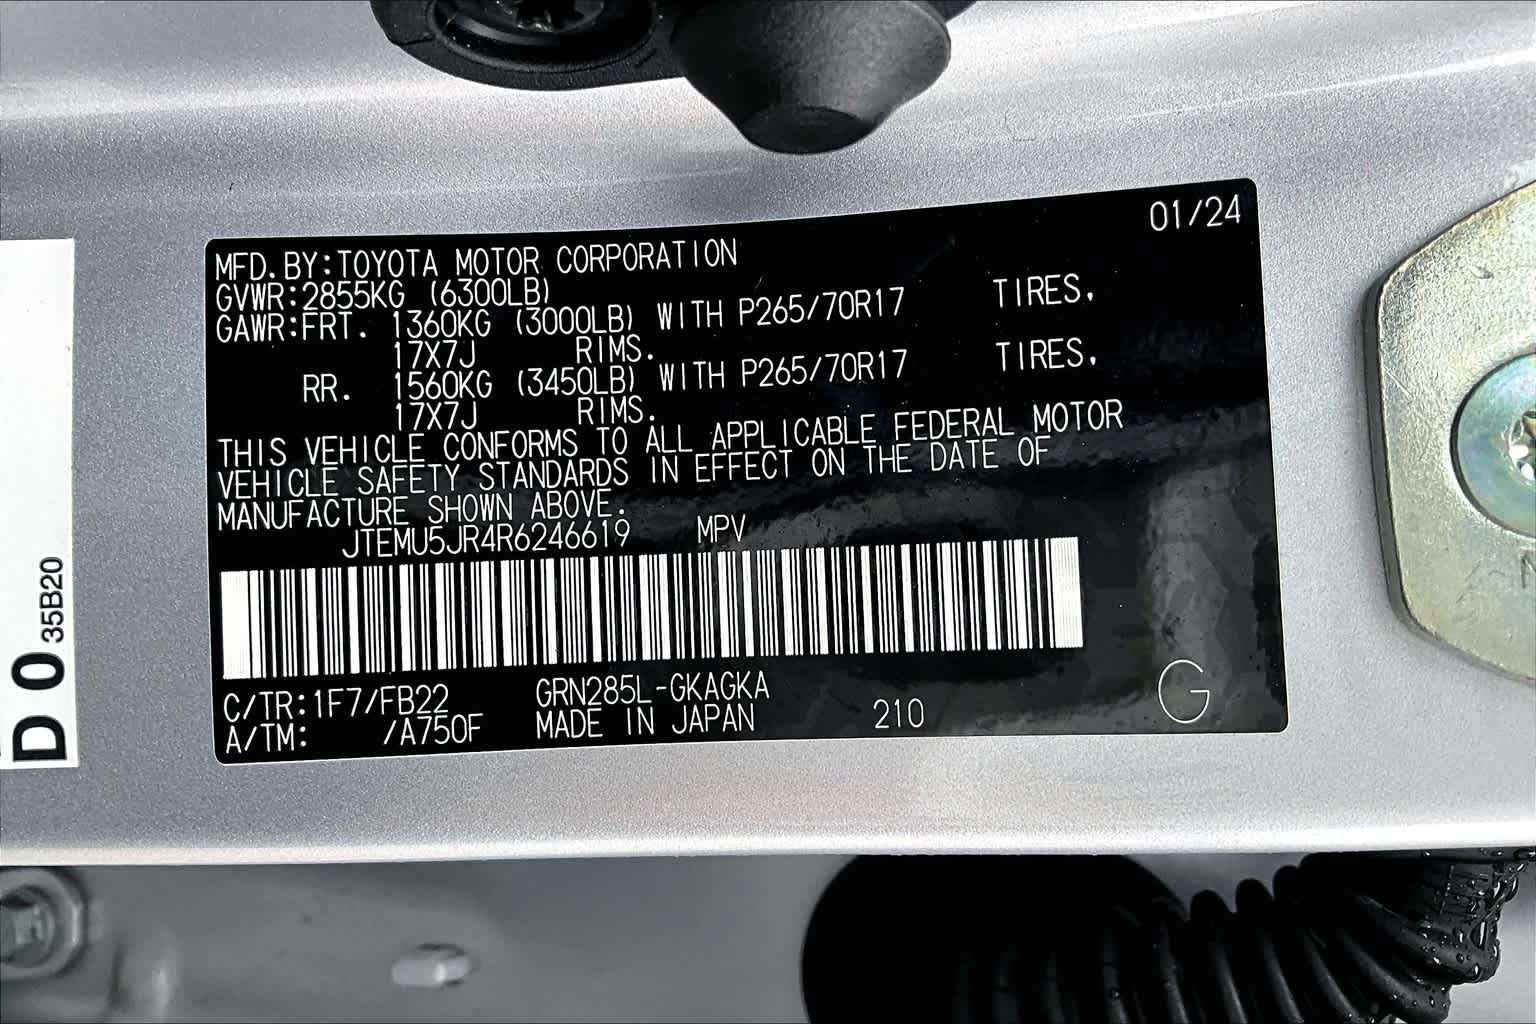 01/24
MFD.BY:TOYOTA MOTOR CORPORATION
GVWR:2855KG (6300LB)
GAWR:FRT. 1360KG (3000LB) WITH P265/70R17 TIRES,
17X7J RIMS.
RR. 1560KG (3450LB) WITH P265/70R17 TIRES,
17X7J RIMS.
THIS VEHICLE CONFORMS TO ALL APPLICABLE FEDERAL MOTOR
VEHICLE SAFETY STANDARDS IN EFFECT ON THE DATE OF
MANUFACTURE SHOWN ABOVE.
JTEMU5JR4R6246619 MPV
C/TR:1F7/FB22 GRN285L-GKAGKA
A/TM: /A750F MADE IN JAPAN 210 G
D 0 35B20